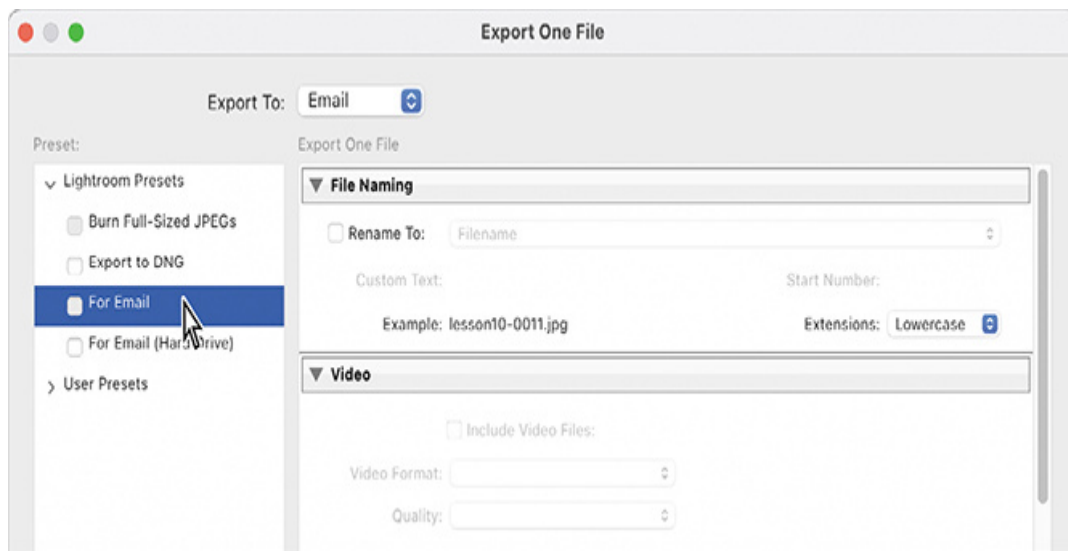 Export One File
Export To: Email
Preset:
Export One File
Lightroom Presets
Burn Full-Sized JPEGs
Export to DNG
For Email
For Email (Hard Drive)
User Presets
File Naming
Rename To: Filename
Custom Text: Start Number:
Example: lesson10-0011.jpg Extensions: Lowercase
Video
Include Video Files:
Video Format:
Quality: